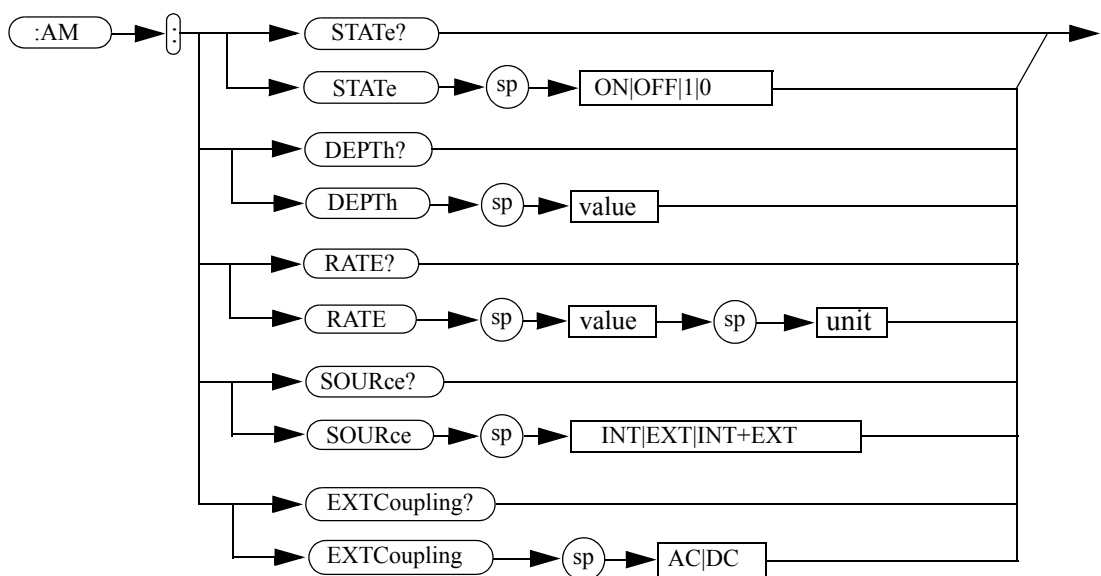 :AM : STATe?
STATe sp ON|OFF|1|0
DEPTh?
DEPTh sp value
RATE?
RATE sp value sp unit
SOURce?
SOURce sp INT|EXT|INT+EXT
EXTCoupling?
EXTCoupling sp AC|DC